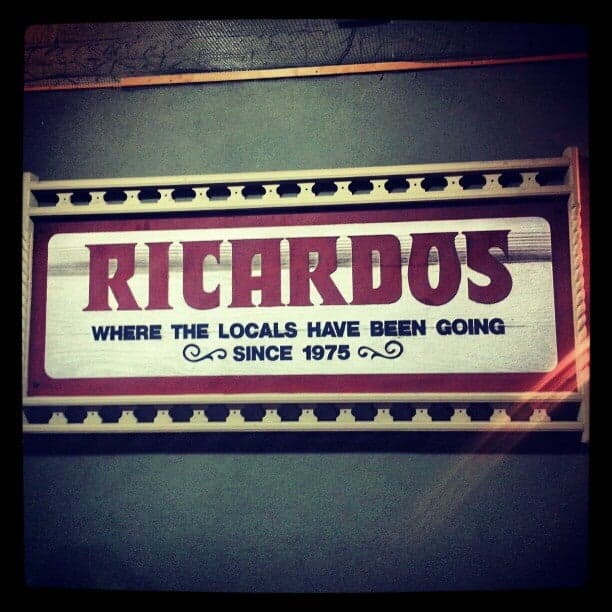 RICARDOS
WHERE THE LOCALS HAVE BEEN GOING
SINCE 1975